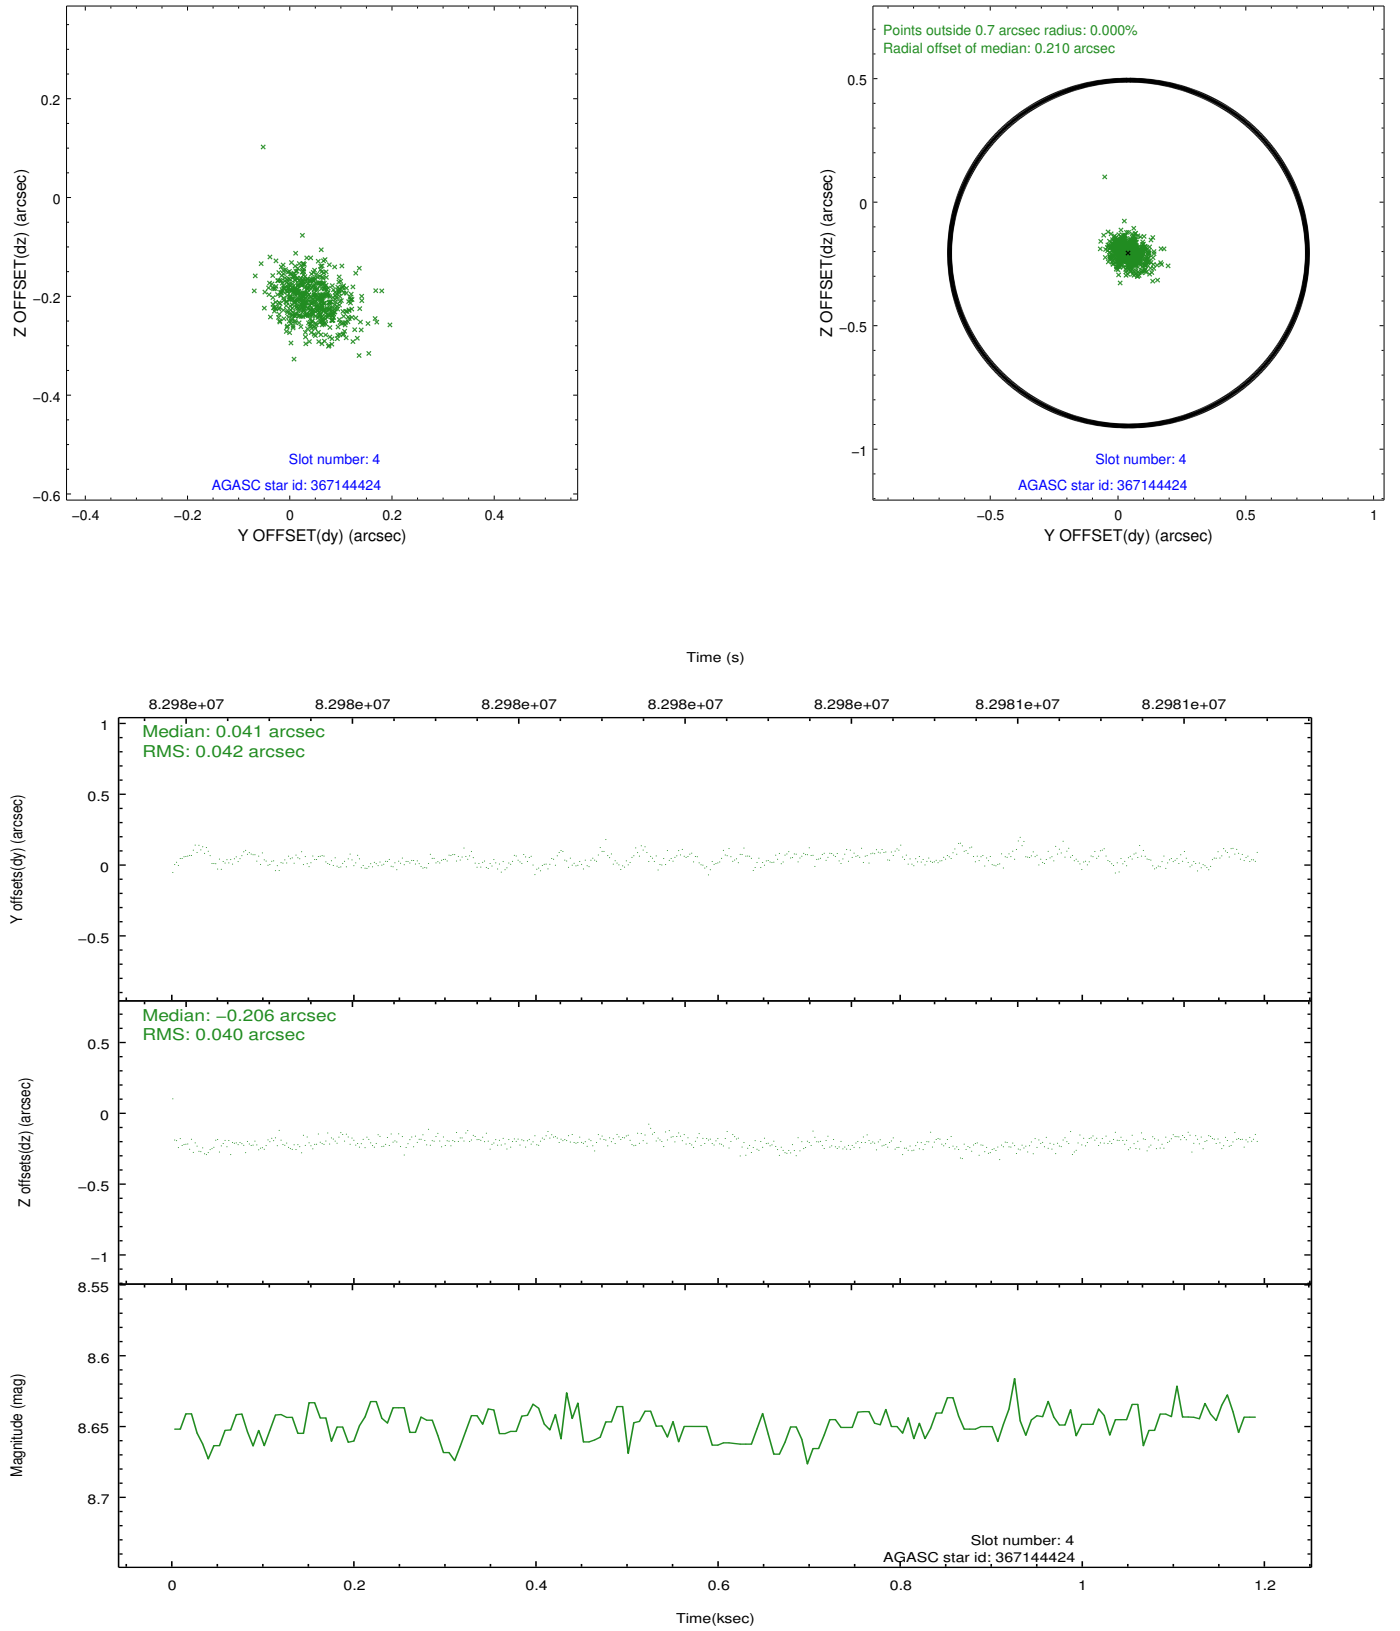 0.2
0
−0.2
−0.4
−0.6
Z OFFSET(dz) (arcsec)
Slot number: 4
AGASC star id: 367144424
−0.4
−0.2
0
0.2
0.4
Y OFFSET(dy) (arcsec)
Points outside 0.7 arcsec radius: 0.000%
Radial offset of median: 0.210 arcsec
0.5
0
−0.5
−1
Z OFFSET(dz) (arcsec)
Slot number: 4
AGASC star id: 367144424
−0.5
0
0.5
1
Y OFFSET(dy) (arcsec)
Time (s)
8.298e+07
8.298e+07
8.298e+07
8.298e+07
8.298e+07
8.2981e+07
8.2981e+07
Median: 0.041 arcsec
RMS: 0.042 arcsec
1
0.5
0
−0.5
Y offsets(dy) (arcsec)
Median: −0.206 arcsec
RMS: 0.040 arcsec
0.5
0
−0.5
−1
Z offsets(dz) (arcsec)
8.55
8.6
8.65
8.7
Magnitude (mag)
Slot number: 4
AGASC star id: 367144424
0
0.2
0.4
0.6
0.8
1
1.2
Time(ksec)